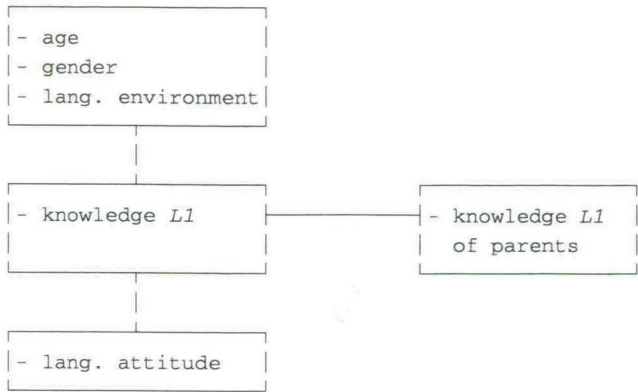 - age
- gender
- lang. environment
- knowledge L1
- knowledge L1
of parents
- lang. attitude